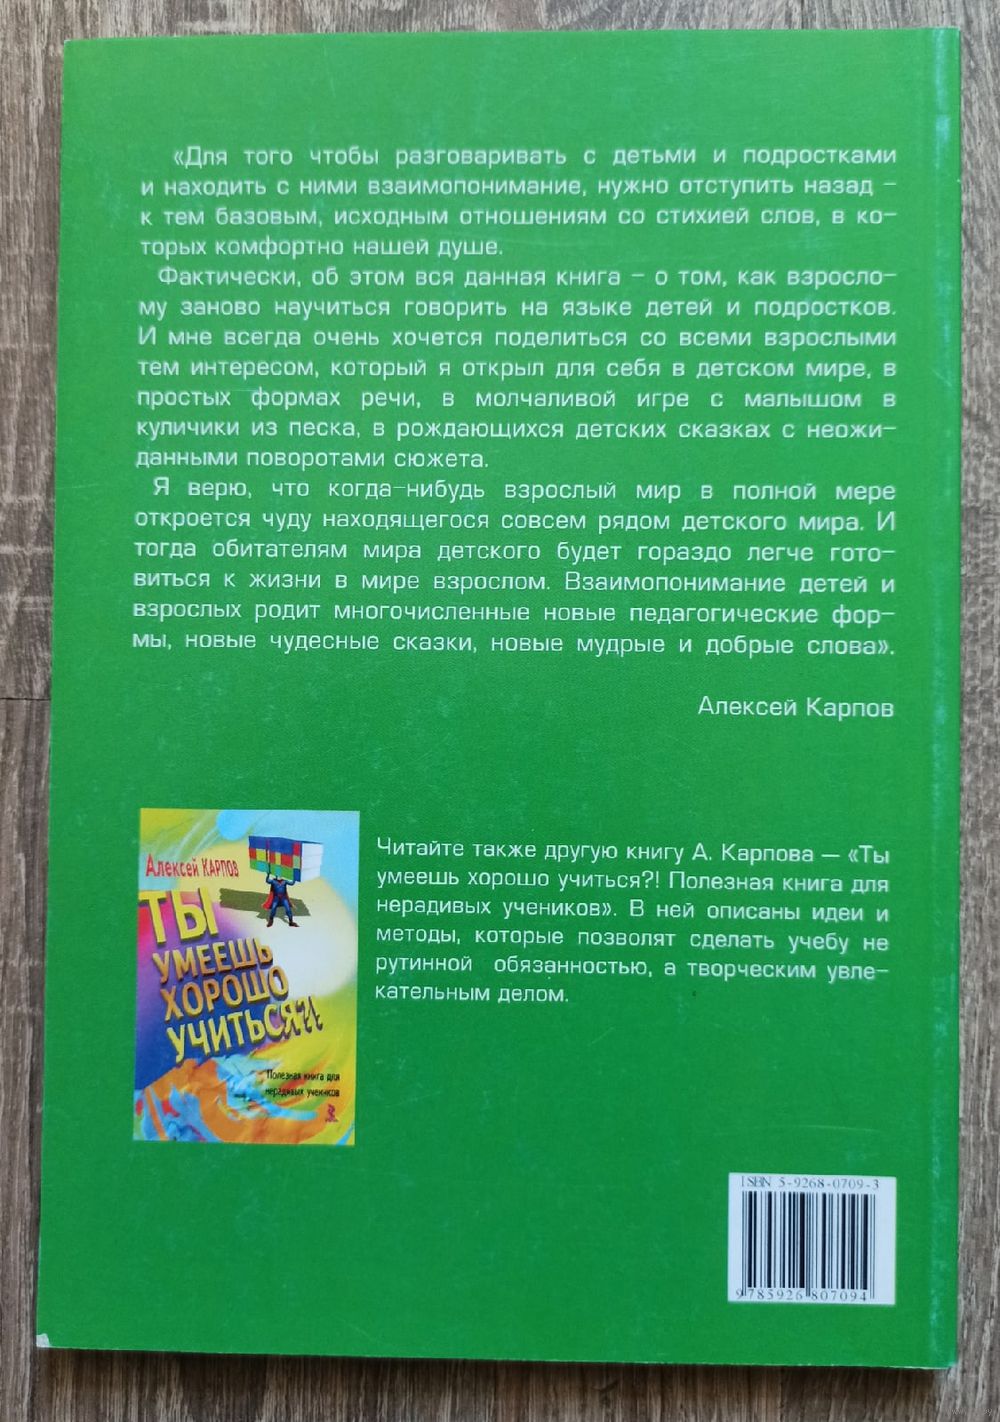 «Для того чтобы разговаривать с детьми и подростками
и находить с ними взаимопонимание, нужно отступить назад –
к тем базовым, исходным отношениям со стихией слов, в ко–
торых комфортно нашей душе.
Фактически, об этом вся данная книга – о том, как взросло–
му заново научиться говорить на языке детей и подростков.
И мне всегда очень хочется поделиться со всеми взрослыми
тем интересом, который я открыл для себя в детском мире, в
простых формах речи, в молчаливой игре с малышом в
куличики из песка, в рождающихся детских сказках с неожи–
данными поворотами сюжета.
Я верю, что когда–нибудь взрослый мир в полной мере
откроется чуду находящегося совсем рядом детского мира. И
тогда обитателям мира детского будет гораздо легче гото–
виться к жизни в мире взрослом. Взаимопонимание детей и
взрослых родит многочисленные новые педагогические фор–
мы, новые чудесные сказки, новые мудрые и добрые слова».
Алексей Карпов
Алексей КАРПОВ
ТЫ
УМЕЕШЬ
ХОРОШО
УЧИТЬСЯ?!
Полезная книга для
нерадивых учеников
Читайте также другую книгу А. Карпова — «Ты
умеешь хорошо учиться?! Полезная книга для
нерадивых учеников». В ней описаны идеи и
методы, которые позволят сделать учебу не
рутинной обязанностью, а творческим увле–
кательным делом.
ISBN 5-9268-0709-3
9 785926 807094